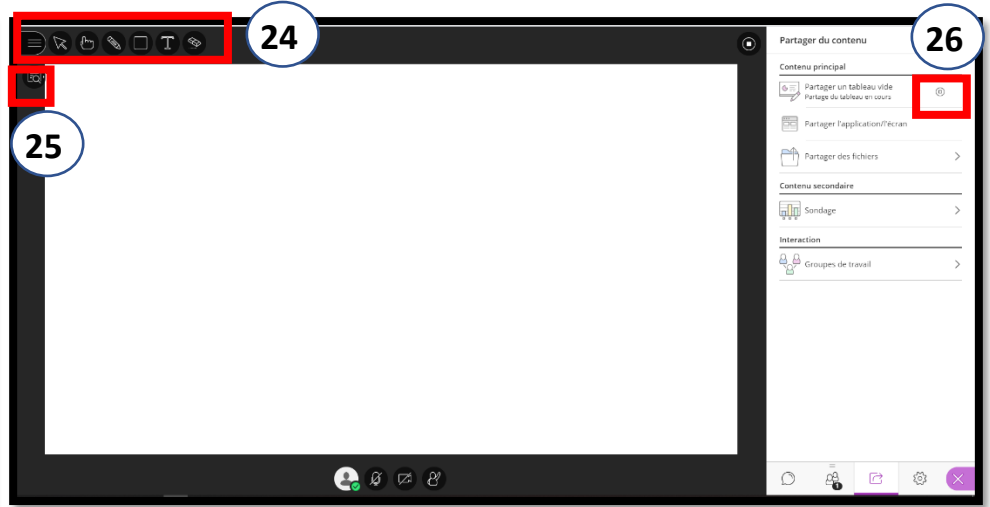 24
25
26
T
Partager du contenu
Contenu principal
Partager un tableau vide
Partage du tableau en cours
Partager l'application/l'écran
Partager des fichiers
Contenu secondaire
Sondage
Interaction
Groupes de travail
1